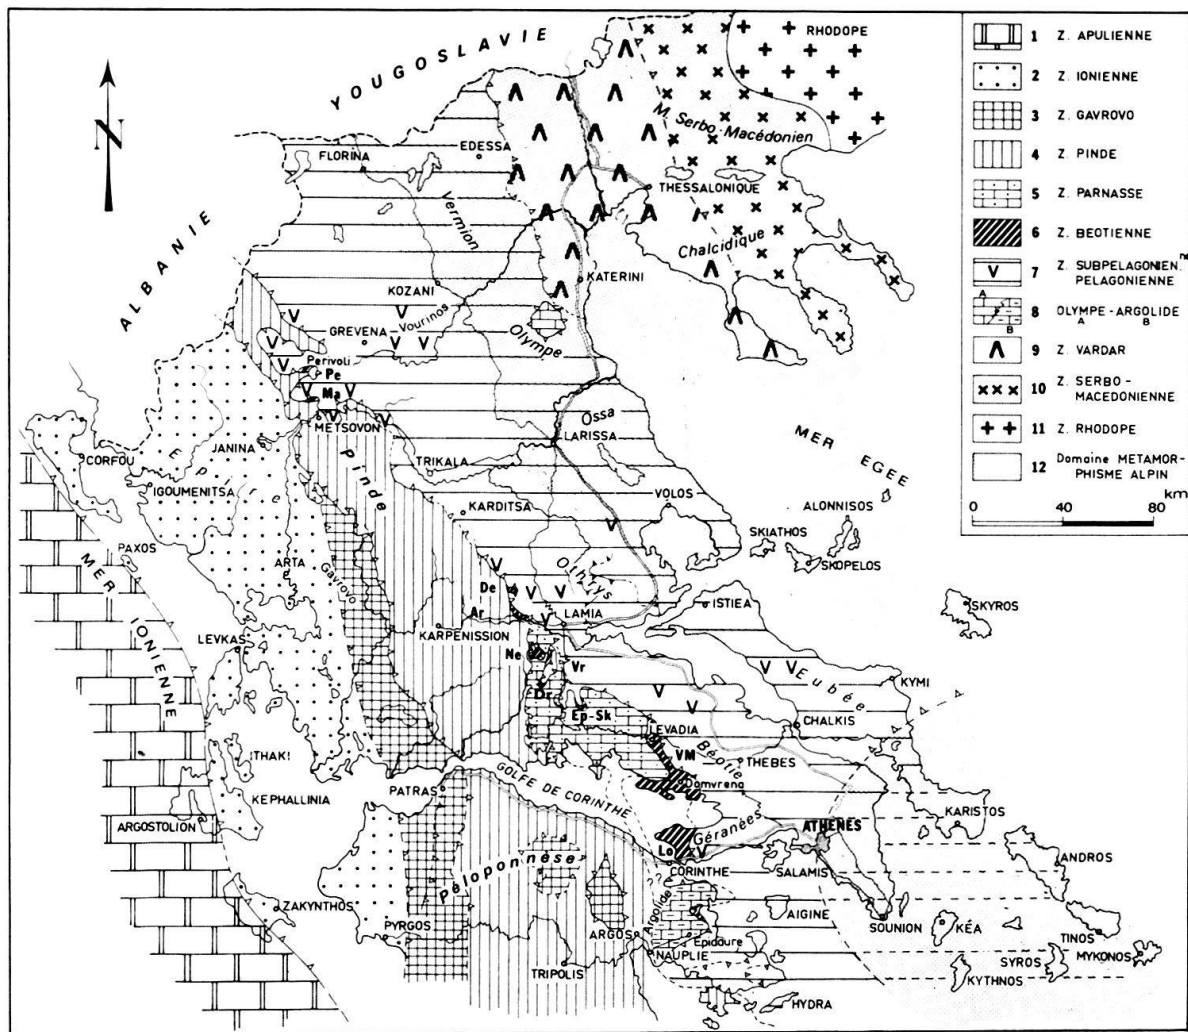 YOUGOSLAVIE
ALBANIE
N
RHODOPE
M. Serbo-Macédonien
FLORINA
EDESSA
Vermion
THESSALONIQUE
Chalcidique
KATERINI
KOZANI
GREVENA
Vourinos
Olympe
Perivoli
Pe
Ma
METSOVON
JANINA
CORFOU
IGOUMENITSA
Pinde
TRIKALA
Ossa
LARISSA
MER EGEE
KARDITSA
VOLOS
ALONNISOS
SKIATHOS
SKOPELOS
PAXOS
ARTA
Gavrovo
MER IONIENNE
De
Othrys
Ar
LAMIA
ISTIEA
SKYROS
KARPENISSION
LEVKAS
Ne
Vr
Dr
Ep-Sk
LEVADIA
VM
Béotie
Eubée
KYMI
CHALKIS
THEBES
Domvrena
ITHAKI
KEPHALLINIA
ARGOSTOLION
PATRAS
GOLFE DE CORINTHE
Géranées
Lo
ATHENES
KARISTOS
CORINTHE
SALAMIS
ANDROS
Péloponnèse
ZAKYNTHOS
PYRGOS
Argolide
AIGINE
SOUNION
KÉA
TINOS
ARGOS
Epidaure
NAUPLIE
TRIPOLIS
SYROS
MYKONOS
KYTHNOS
HYDRA
1 Z. APULIENNE
2 Z. IONIENNE
3 Z. GAVROVO
4 Z. PINDE
5 Z. PARNASSE
6 Z. BEOTIENNE
7 Z. SUBPELAGONIEN.ne
PELAGONIENNE
8 OLYMPE-ARGOLIDE
A B
A
B
9 Z. VARDAR
10 Z. SERBO-
MACEDONIENNE
11 Z. RHODOPE
12 Domaine METAMOR-
PHISME ALPIN
km
0 40 80